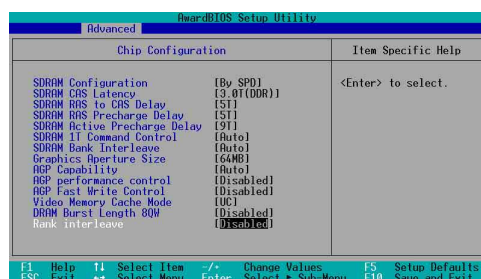 AwardBIOS Setup Utility
Advanced
Chip Configuration
Item Specific Help
SDRAM Configuration [By SPD]
SDRAM CAS Latency [3.0T(DDR)]
SDRAM RAS to CAS Delay [5T]
SDRAM RAS Precharge Delay [5T]
SDRAM Active Precharge Delay [9T]
SDRAM 1T Command Control [Auto]
SDRAM Bank Interleave [Auto]
Graphics Aperture Size [64MB]
AGP Capability [Auto]
AGP performance control [Disabled]
AGP Fast Write Control [Disabled]
Video Memory Cache Mode [UC]
DRAM Burst Length 8QW [Disabled]
Rank interleave [Disabled]
<Enter> to select.
F1 Help ↑↓ Select Item -/+ Change Values F5 Setup Defaults
ESC Exit ←→ Select Menu Enter Select ▶ Sub-Menu F10 Save and Exit